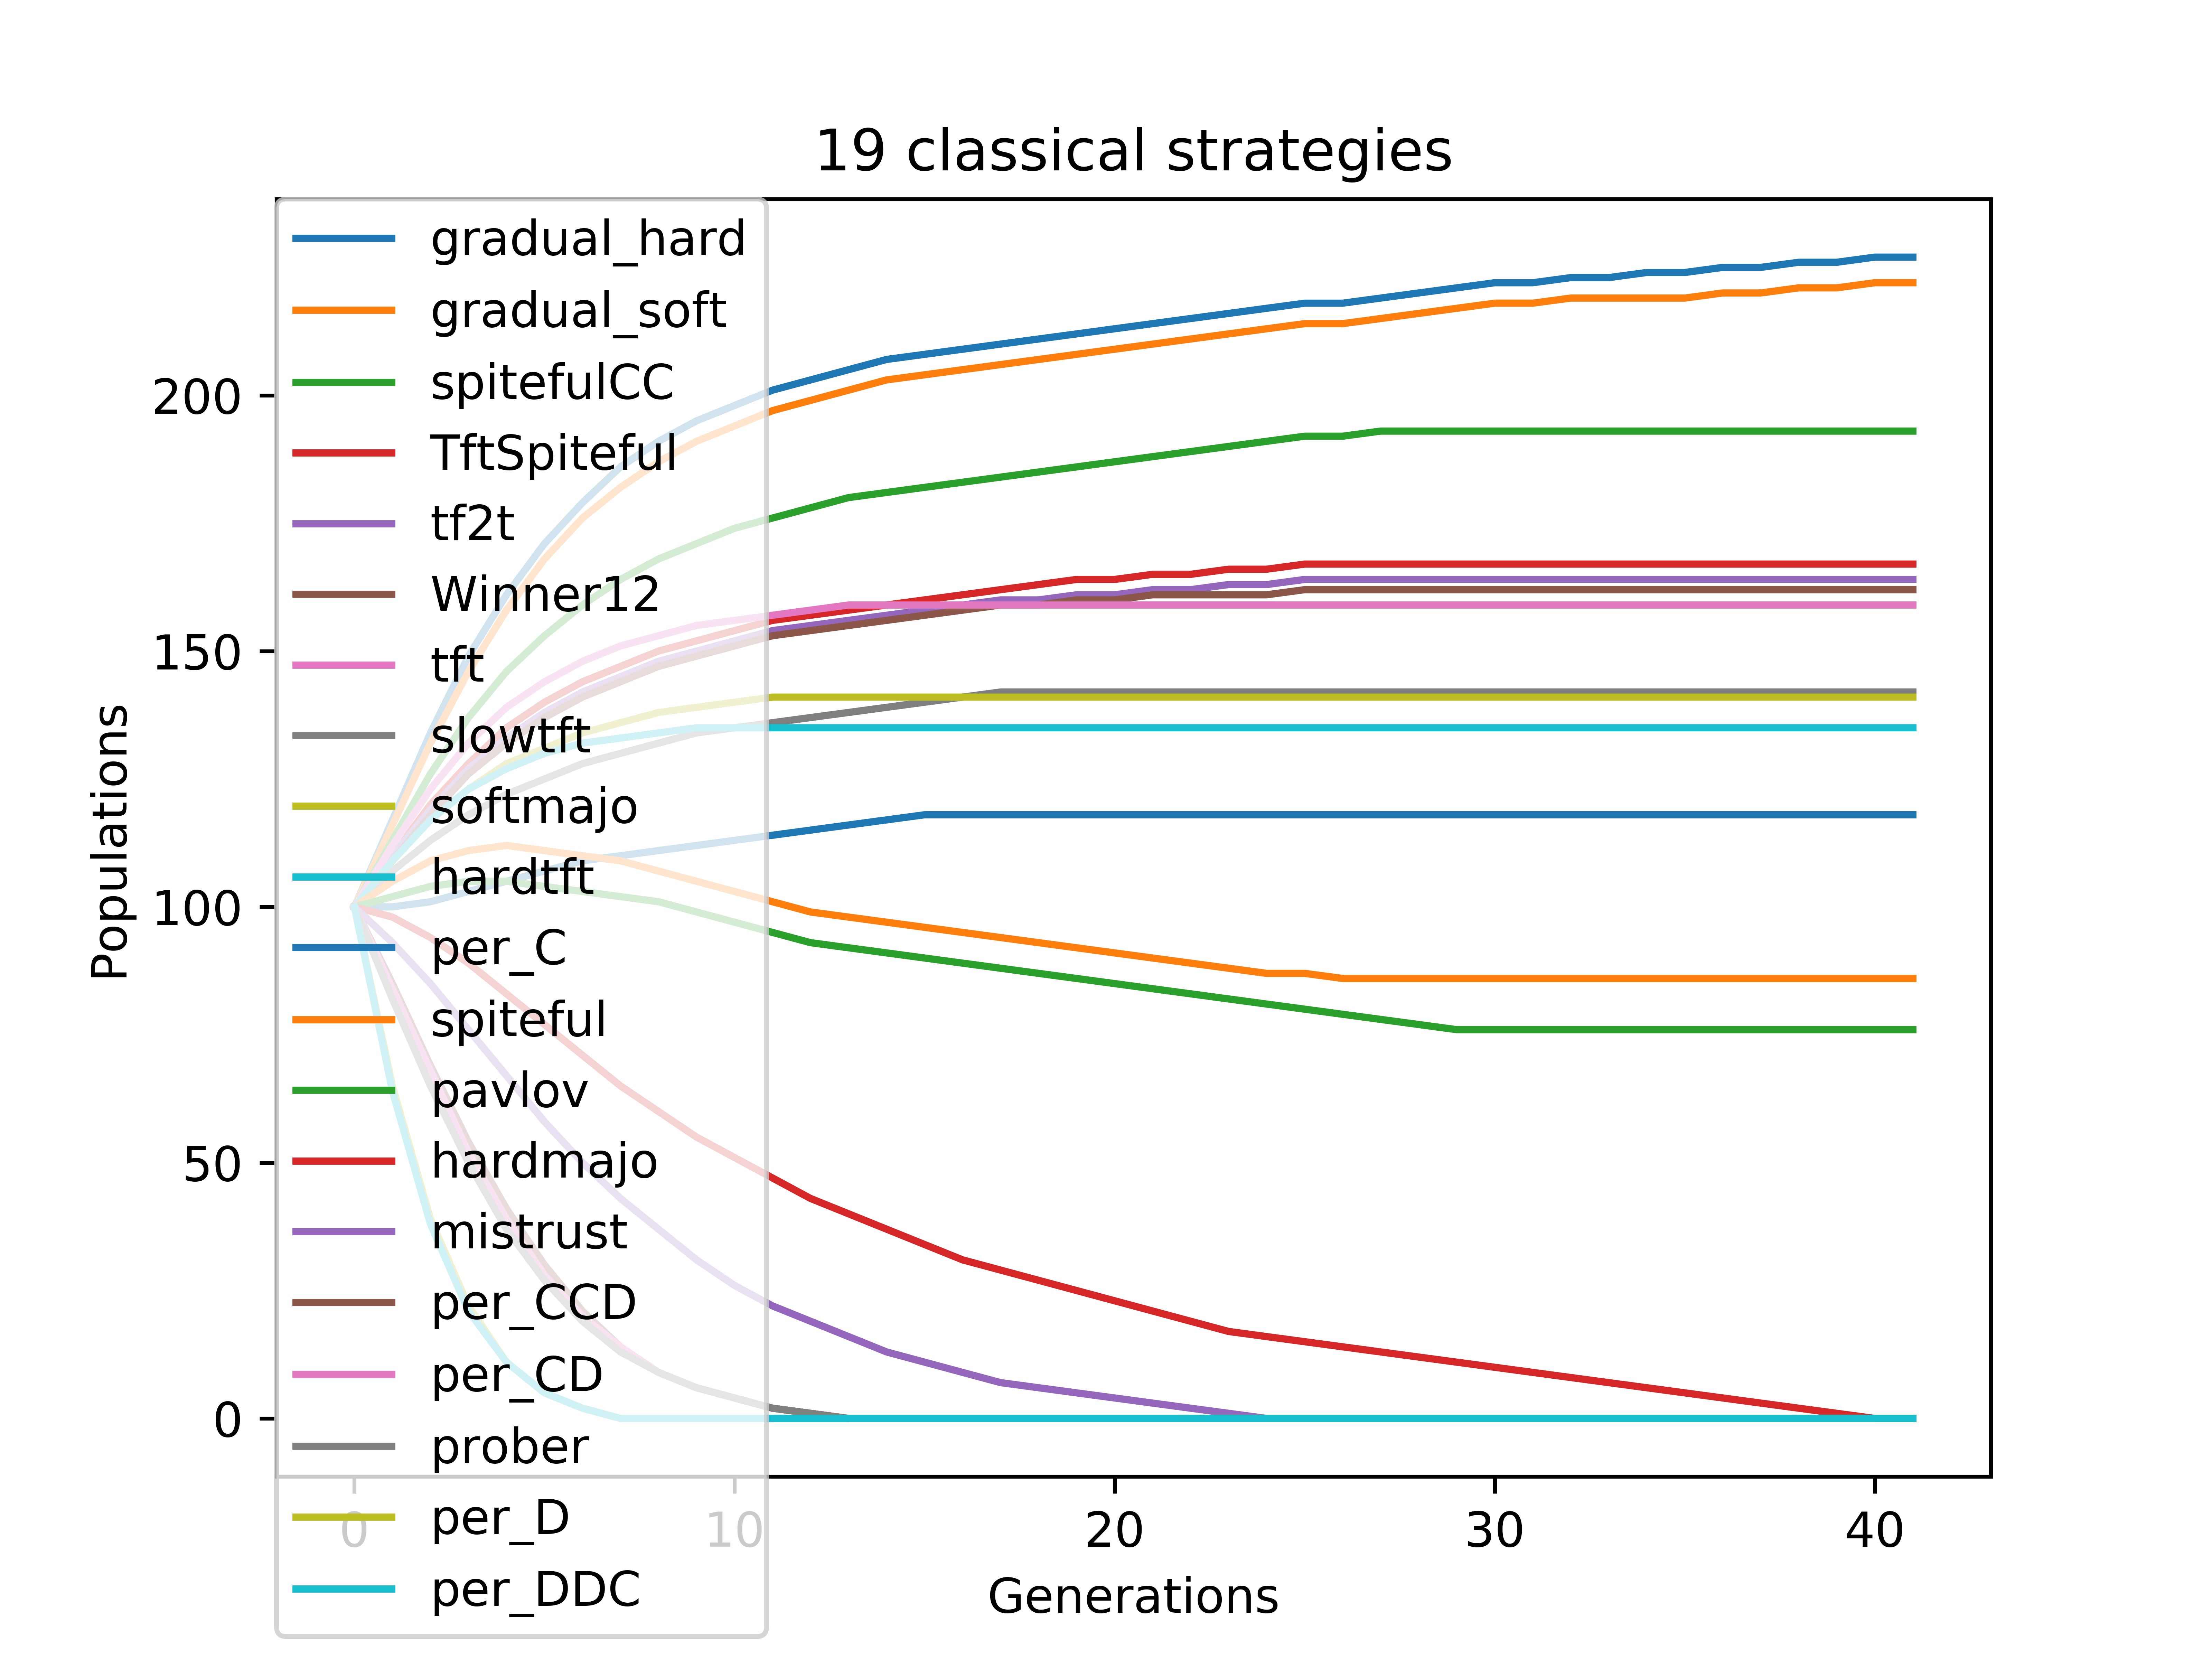 19 classical strategies
gradual_hard
gradual_soft
spitefulCC
TftSpiteful
tf2t
Winner12
tft
slowtft
softmajo
hardtft
per_C
spiteful
pavlov
hardmajo
mistrust
per_CCD
per_CD
prober
per_D
per_DDC
Populations
200
150
100
50
0
0 10 20 30 40
Generations